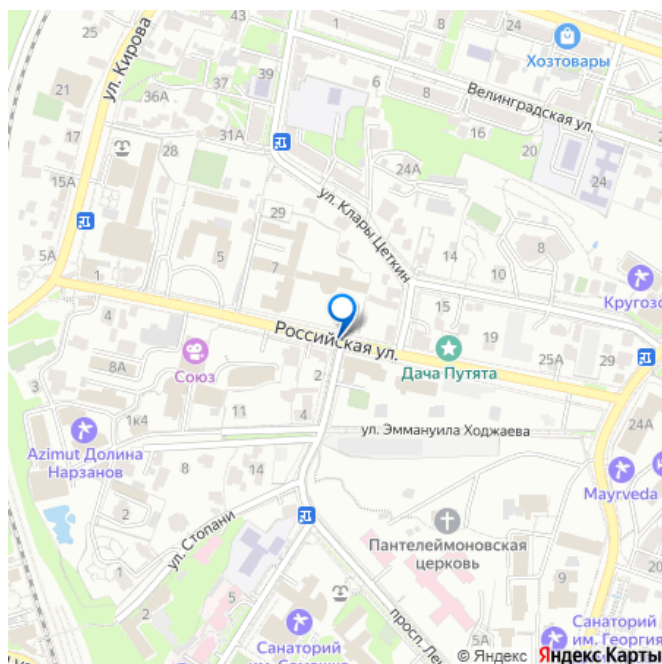 25
43
1
Хозтовары
ул. Кирова
37
39
6
8
Велинградская ул.
21
36А
44
16
17
31А
20
28
24А
24
15А
ул. Клары Цеткин
29
14
8
5А
5
7
10
1
15
Кругозо
4
Российская ул.
19
Союз
Дача Путята
25А
29
3
8А
2
1к4
11
4
ул. Эммануила Ходжаева
24А
Azimut Долина
Нарзанов
8
14
Mayrveda
2
ул. Стопани
Пантелеймоновская
церковь
1
9
20
2
5
просп. Лен
Санаторий
5А
Санаторий
им. Георгия
© Яндекс Яндекс Карты